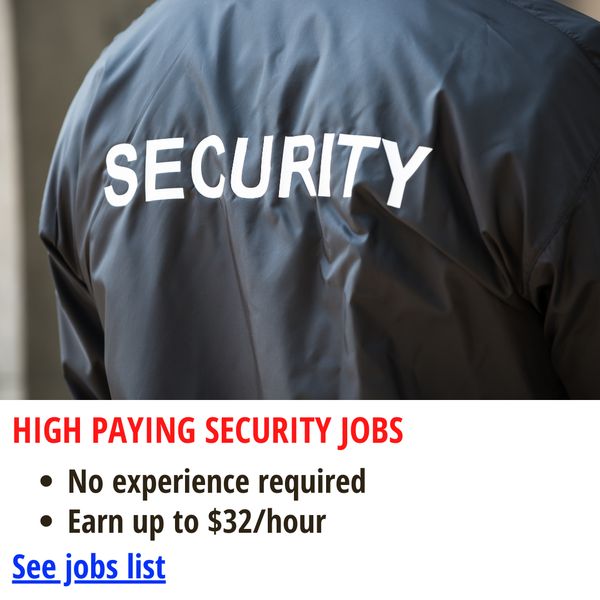 SECURITY
HIGH PAYING SECURITY JOBS
• No experience required
• Earn up to $32/hour
See jobs list